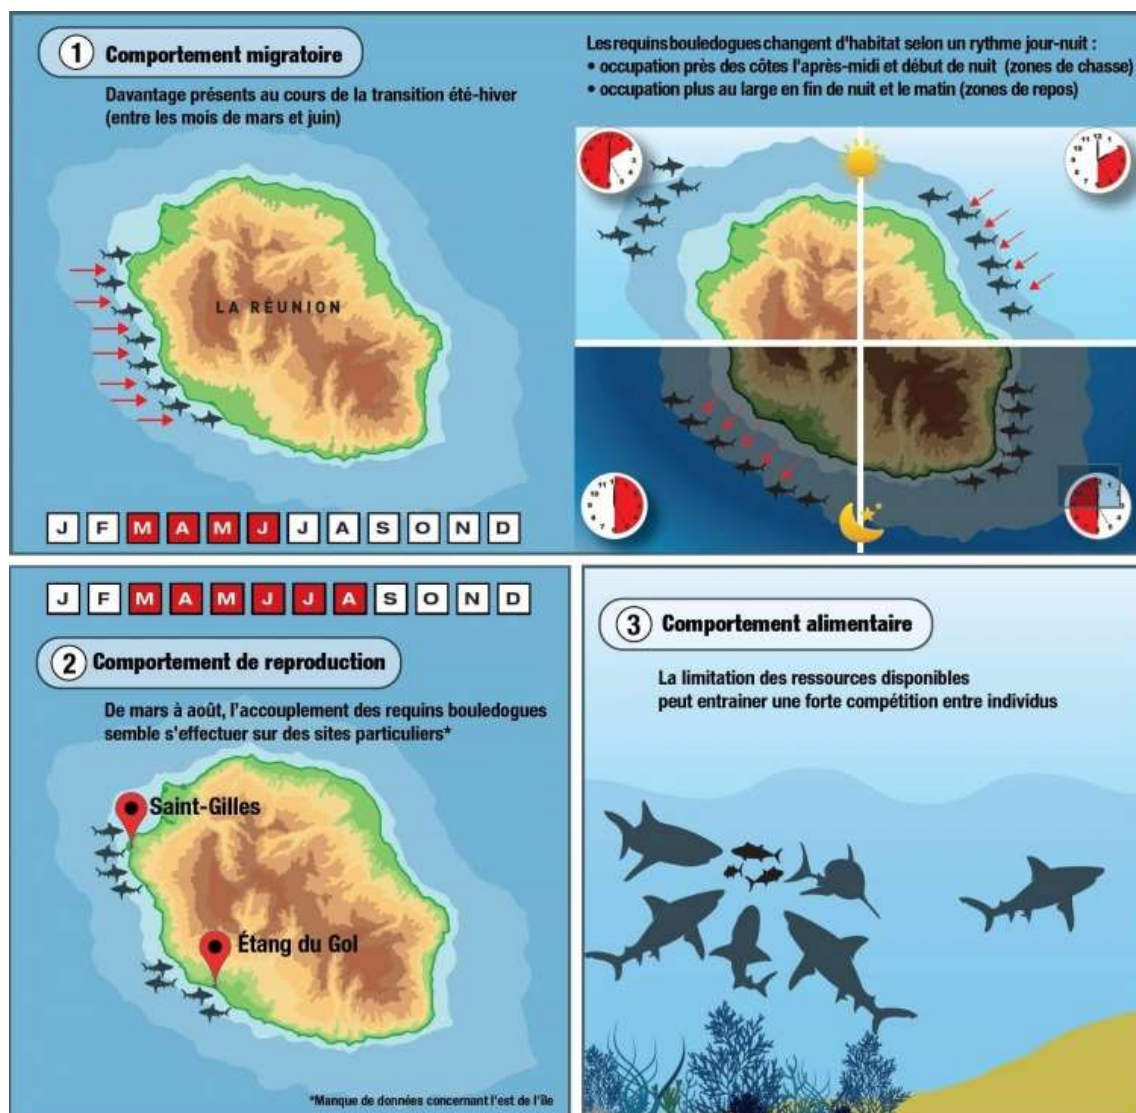 1 Comportement migratoire
Davantage présents au cours de la transition été-hiver
(entre les mois de mars et juin)
LA RÉUNION
J F M A M J J A S O N D
Les requins bouledogues changent d'habitat selon un rythme jour-nuit :
• occupation près des côtes l'après-midi et début de nuit (zones de chasse)
• occupation plus au large en fin de nuit et le matin (zones de repos)
J F M A M J J A S O N D
2 Comportement de reproduction
De mars à août, l'accouplement des requins bouledogues
semble s'effectuer sur des sites particuliers*
Saint-Gilles
Étang du Gol
*Manque de données concernant l'est de l'île
3 Comportement alimentaire
La limitation des ressources disponibles
peut entrainer une forte compétition entre individus